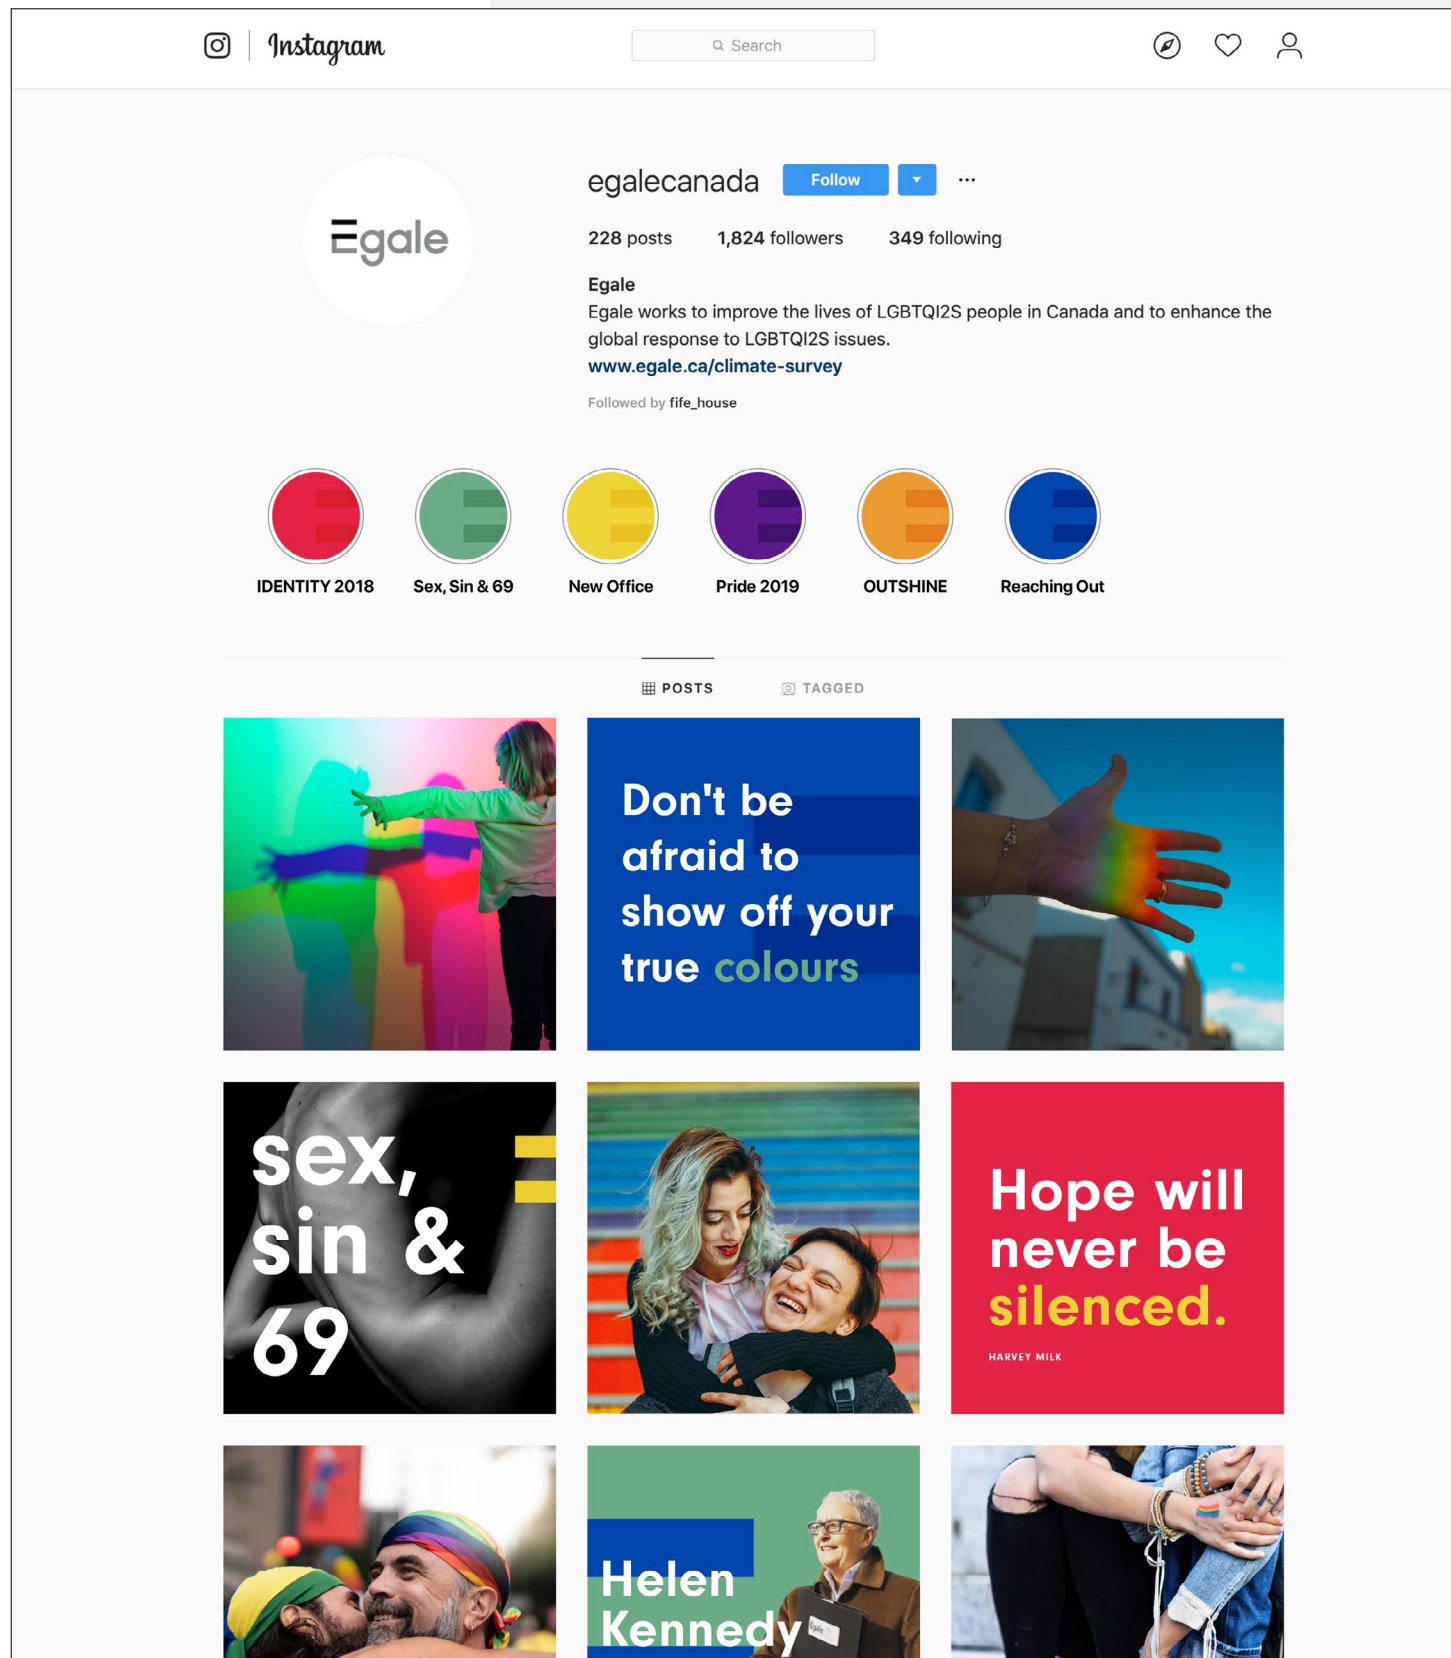 Instagram
Search
egalecanada Follow ...
Egale
228 posts 1,824 followers 349 following
Egale
Egale works to improve the lives of LGBTQI2S people in Canada and to enhance the
global response to LGBTQI2S issues.
www.egale.ca/climate-survey
Followed by fife_house
IDENTITY 2018 Sex, Sin & 69 New Office Pride 2019 OUTSHINE Reaching Out
POSTS TAGGED
Don't be
afraid to
show off your
true colours
sex,
sin &
69
Hope will
never be
silenced.
HARVEY MILK
Helen
Kennedy
Egale